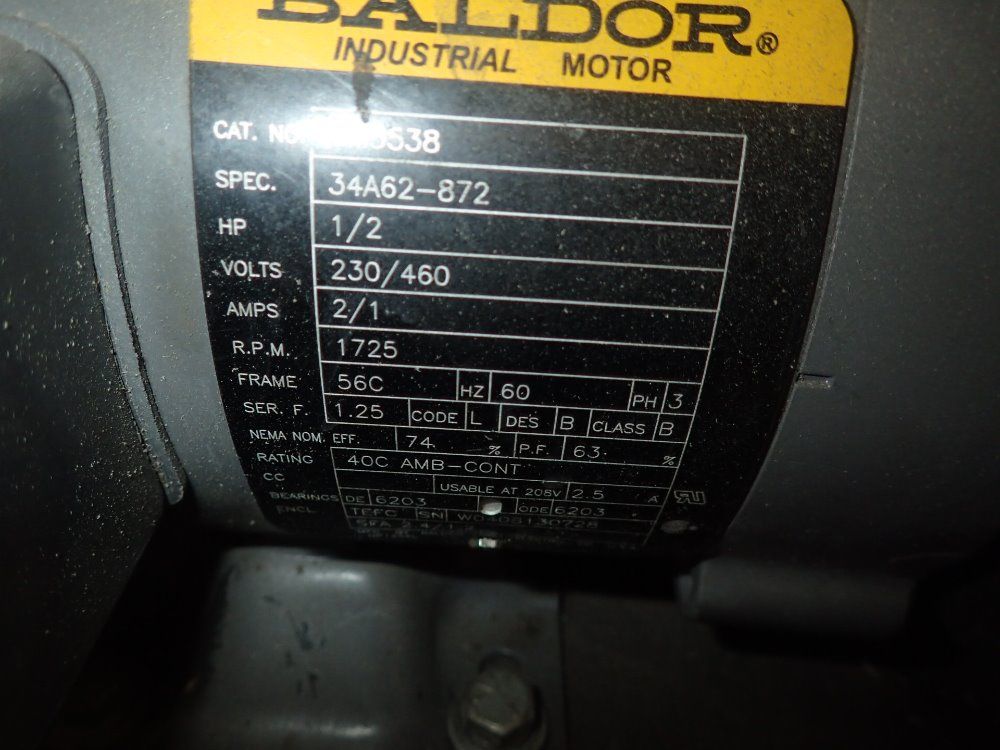 BALDOR®
INDUSTRIAL MOTOR
CAT. NO.
SPEC. 34A62-872
HP 1/2
VOLTS 230/460
AMPS 2/1
R.P.M. 1725
FRAME 56C HZ 60 PH 3
SER. F. 1.25 CODE L DES B CLASS B
NEMA NOM. EFF. 74 % P.F. 63 %
RATING 40C AMB-CONT
CC USABLE AT 208V 2.5 A
BEARINGS DE 6203 ODE 6203
ENCL. TEFC SN